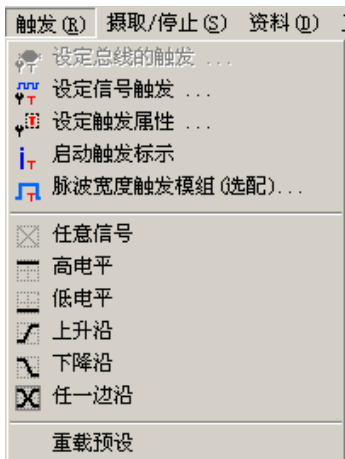 触发(R) 摄取/停止(S) 资料(D)
设定总线的触发 ...
设定信号触发 ...
设定触发属性 ...
启动触发标示
脉波宽度触发模组(选配)...
任意信号
高电平
低电平
上升沿
下降沿
任一边沿
重载预设